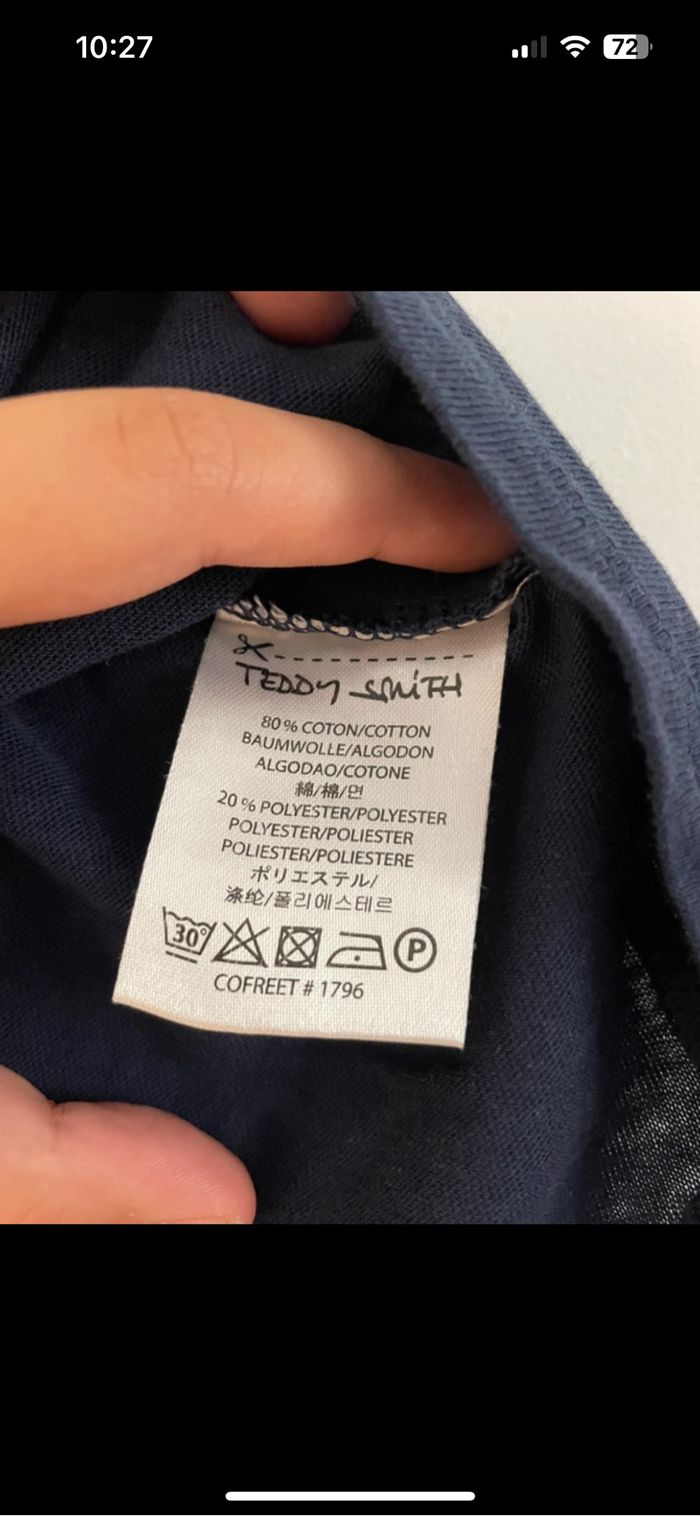 10:27
72
TEDDY SMITH
80% COTON/COTTON
BAUMWOLLE/ALGODON
ALGODAO/COTONE
綿/棉/면
20% POLYESTER/POLYESTER
POLYESTER/POLIESTER
POLIESTER/POLIESTERE
ポリエステル/
涤纶/폴리에스테르
30°
P
COFREET # 1796